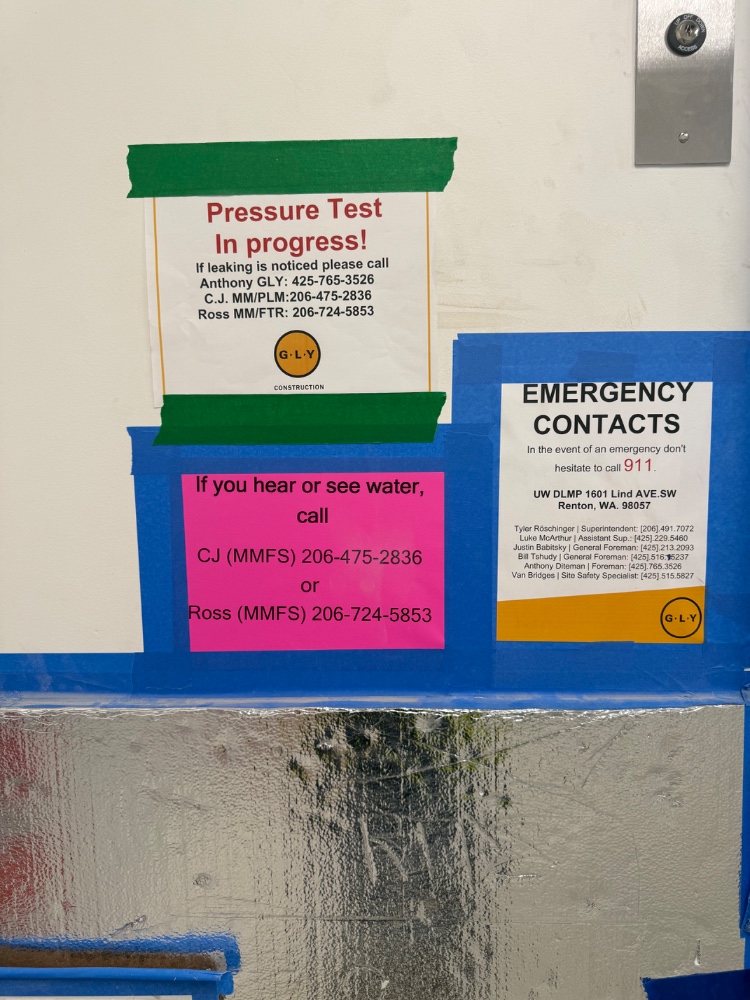 Pressure Test
In progress!
If leaking is noticed please call
Anthony GLY: 425-765-3526
C.J. MM/PLM:206-475-2836
Ross MM/FTR: 206-724-5853
G·L·Y
CONSTRUCTION
If you hear or see water,
call
CJ (MMFS) 206-475-2836
or
Ross (MMFS) 206-724-5853
EMERGENCY
CONTACTS
In the event of an emergency don't
hesitate to call 911.
UW DLMP 1601 Lind AVE.SW
Renton, WA. 98057
Tyler Röschinger | Superintendent: [206].491.7072
Luke McArthur | Assistant Sup.: [425].229.5460
Justin Babitsky | General Foreman: [425].213.2093
Bill Tshudy | General Foreman:
Anthony Diteman | Foreman: [425].765.3526
Van Bridges | Site Safety Specialist: [425].515.5827
G·L·Y
ACCESS